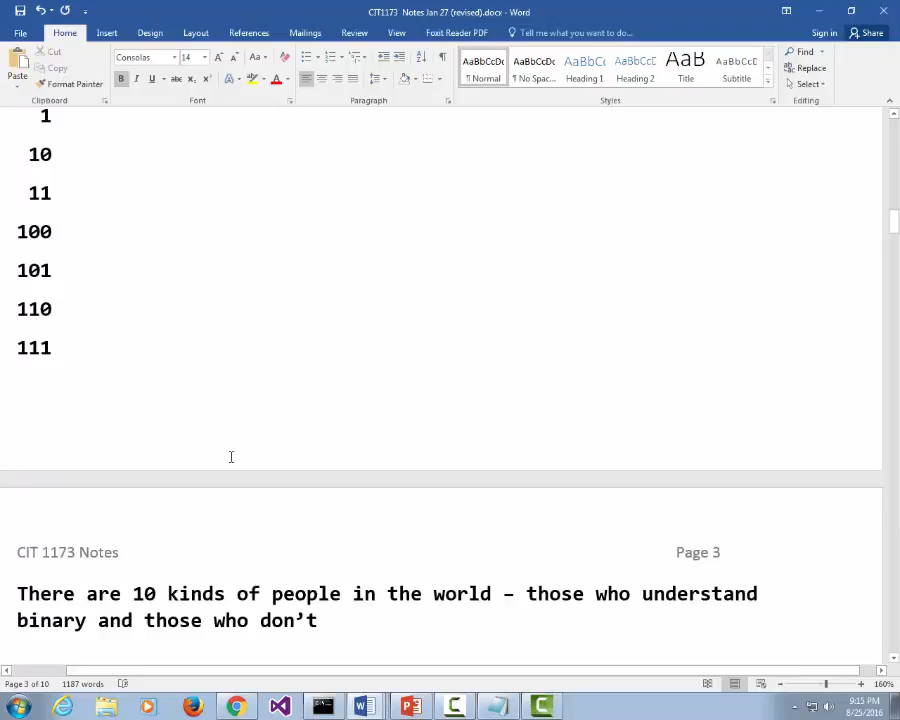 CIT1173 Notes Jan 27 (revised).docx - Word
File Home Insert Design Layout References Mailings Review View Foxit Reader PDF Tell me what you want to do... Sign in Share
Paste Cut Copy Format Painter Clipboard
Consolas 14 Aa B I U abc x₂ x² A A Font
Paragraph
AaBbCcDc AaBbCcDc AaBbCc AaBbCcC AaB AaBbCcD
¶ Normal ¶ No Spac... Heading 1 Heading 2 Title Subtitle
Styles
Find Replace Select Editing
1
10
11
100
101
110
111
CIT 1173 Notes Page 3
There are 10 kinds of people in the world – those who understand
binary and those who don’t
Page 3 of 10 1187 words 160%
9:15 PM
8/25/2016